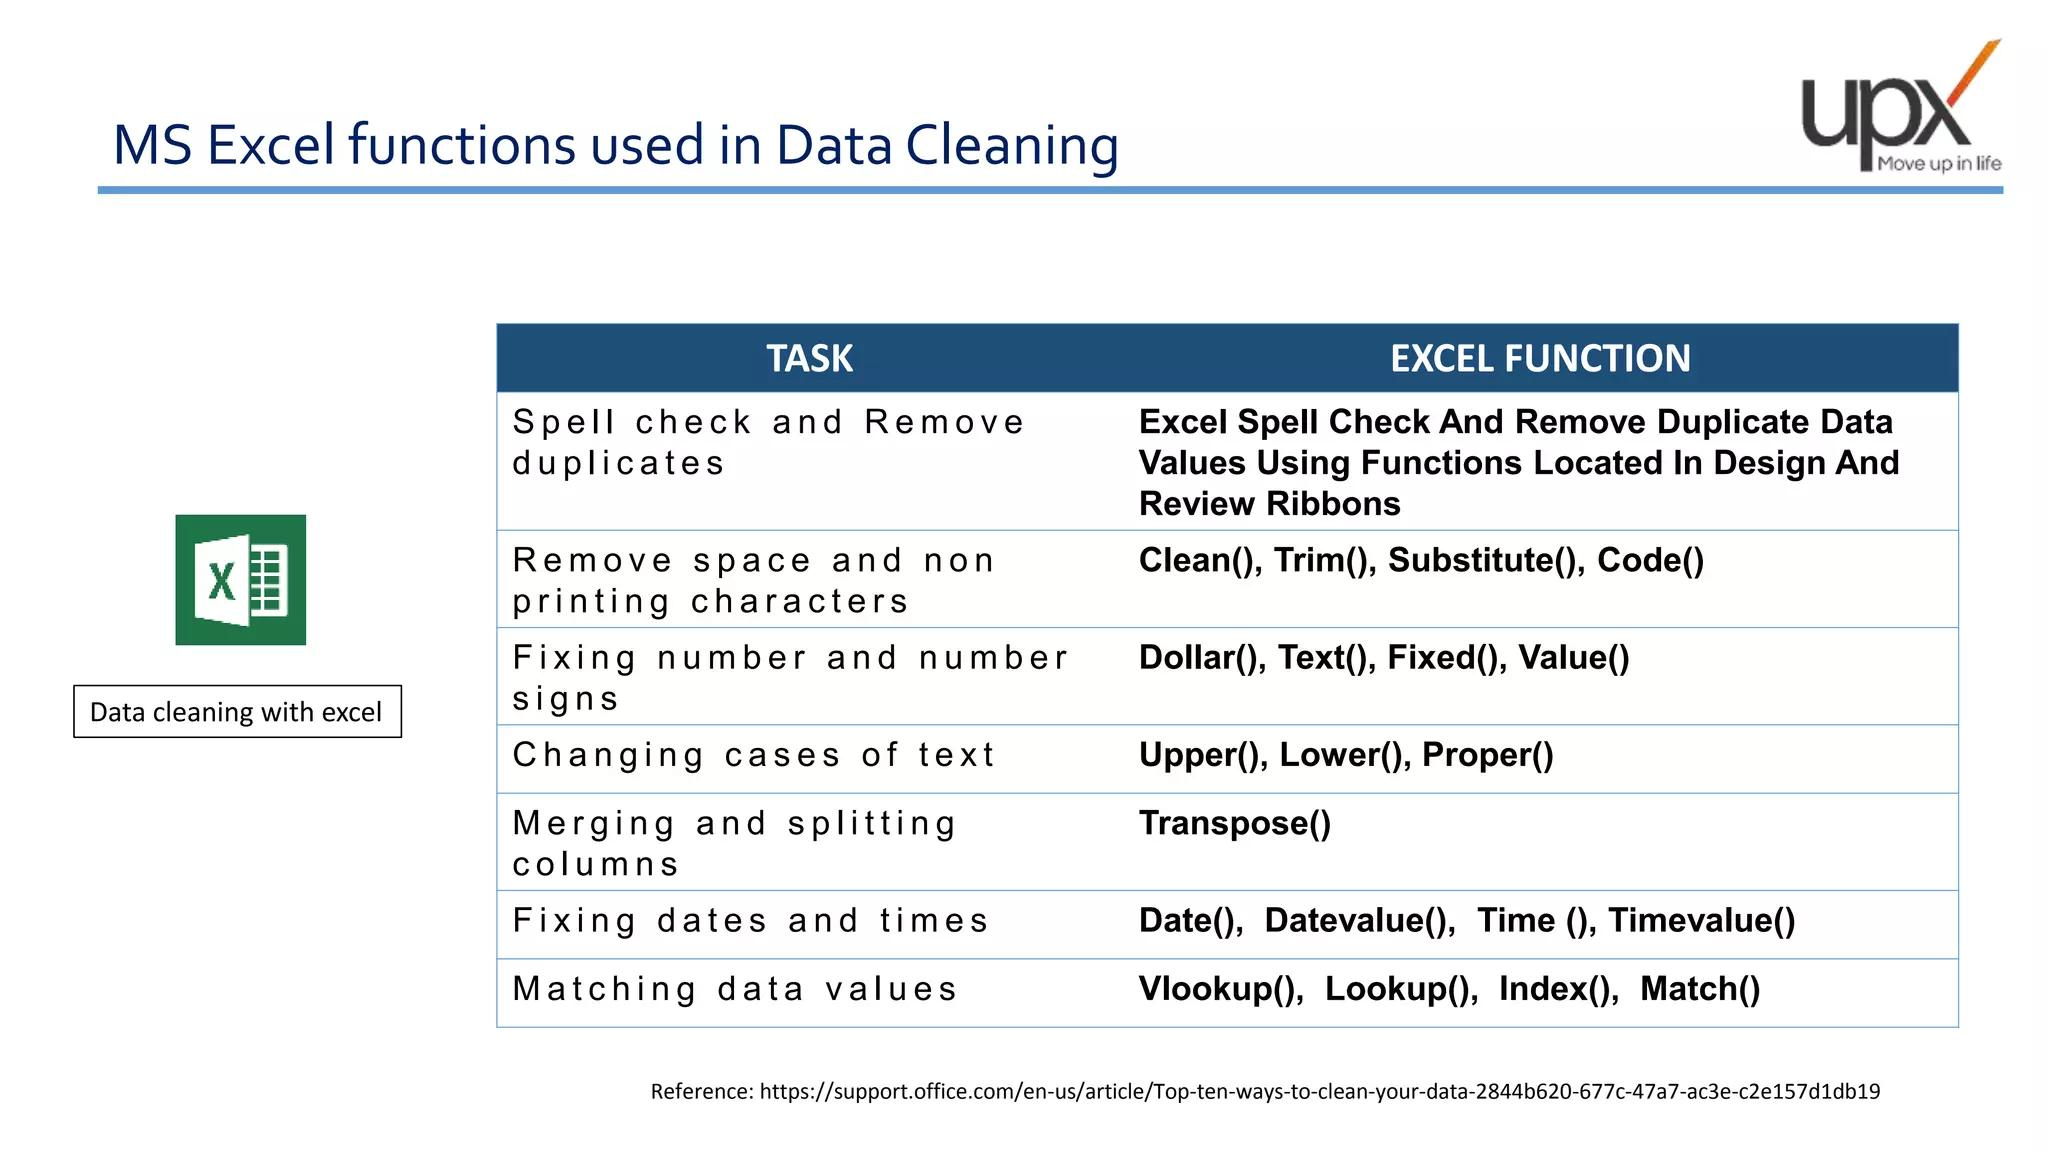 upx
Move up in life
MS Excel functions used in Data Cleaning
TASK EXCEL FUNCTION
Spell check and Remove
duplicates
Excel Spell Check And Remove Duplicate Data
Values Using Functions Located In Design And
Review Ribbons
Remove space and non
printing characters
Clean(), Trim(), Substitute(), Code()
Fixing number and number
signs
Dollar(), Text(), Fixed(), Value()
Changing cases of text
Upper(), Lower(), Proper()
Merging and splitting
columns
Transpose()
Fixing dates and times
Date(), Datevalue(), Time (), Timevalue()
Matching data values
Vlookup(), Lookup(), Index(), Match()
X
Data cleaning with excel
Reference: https://support.office.com/en-us/article/Top-ten-ways-to-clean-your-data-2844b620-677c-47a7-ac3e-c2e157d1db19